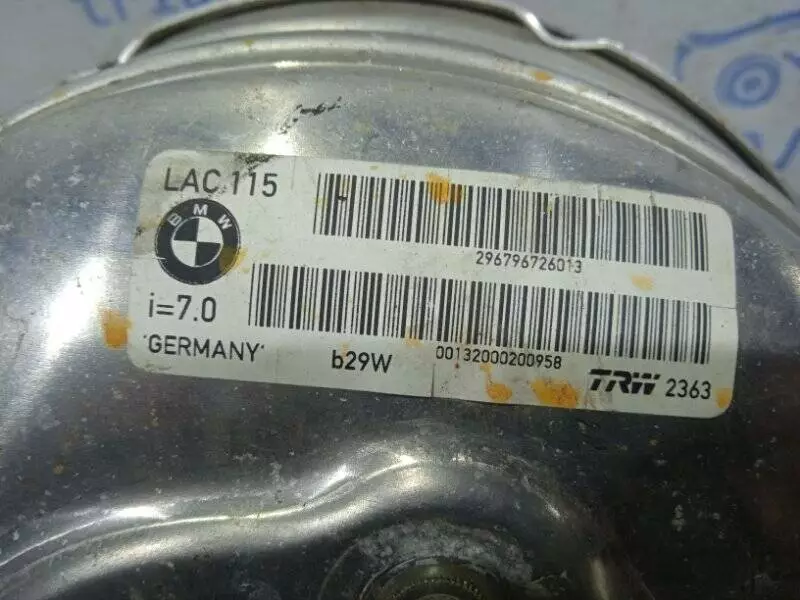 LAC 115
BMW
296796726013
i=7.0
GERMANY
b29W
00132000200958
TRW 2363